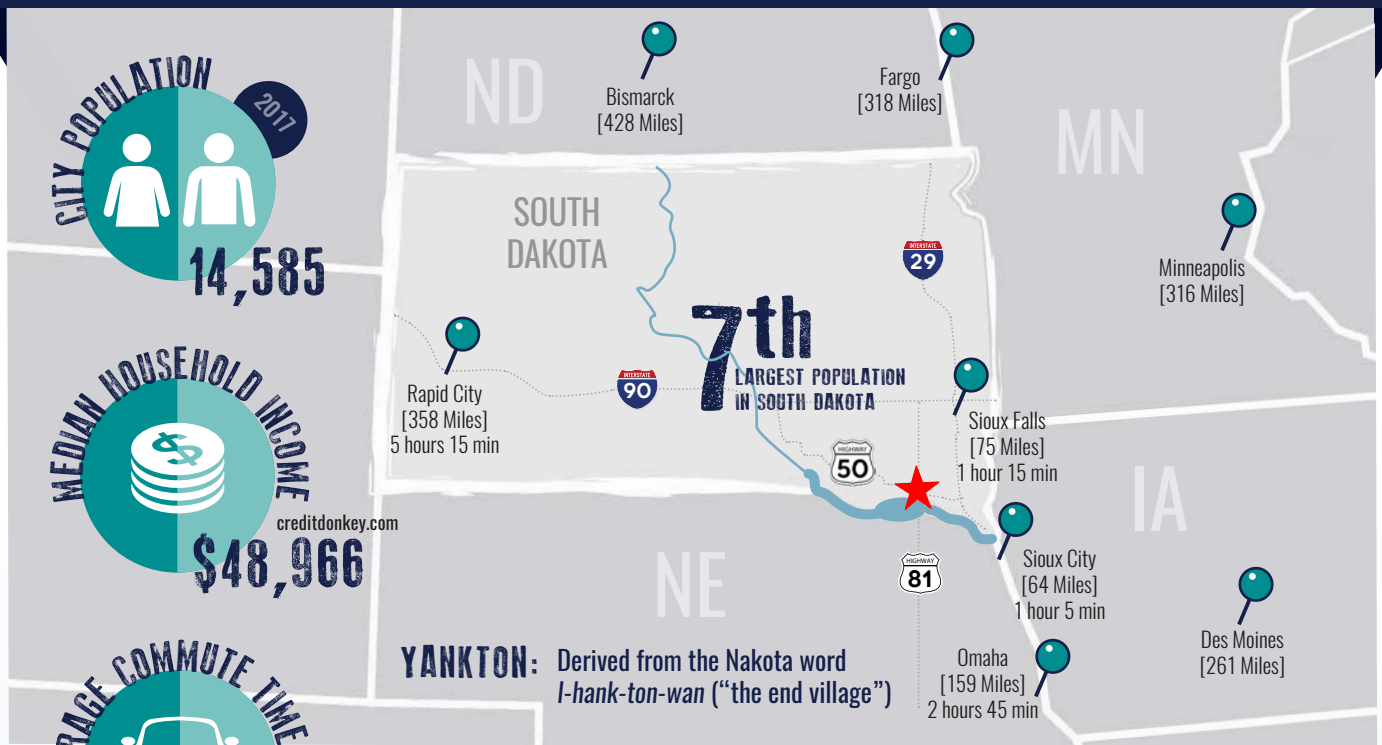 CITY POPULATION
2017
14,585
MEDIAN HOUSEHOLD INCOME
creditdonkey.com
$48,966
RAGE COMMUTE TIME
ND
Bismarck
[428 Miles]
Fargo
[318 Miles]
MN
SOUTH
DAKOTA
INTERSTATE
29
Minneapolis
[316 Miles]
7th
LARGEST POPULATION
IN SOUTH DAKOTA
Rapid City
[358 Miles]
5 hours 15 min
INTERSTATE
90
Sioux Falls
[75 Miles]
1 hour 15 min
HIGHWAY
50
IA
NE
HIGHWAY
81
Sioux City
[64 Miles]
1 hour 5 min
Des Moines
[261 Miles]
Omaha
[159 Miles]
2 hours 45 min
YANKTON: Derived from the Nakota word
I-hank-ton-wan (“the end village”)